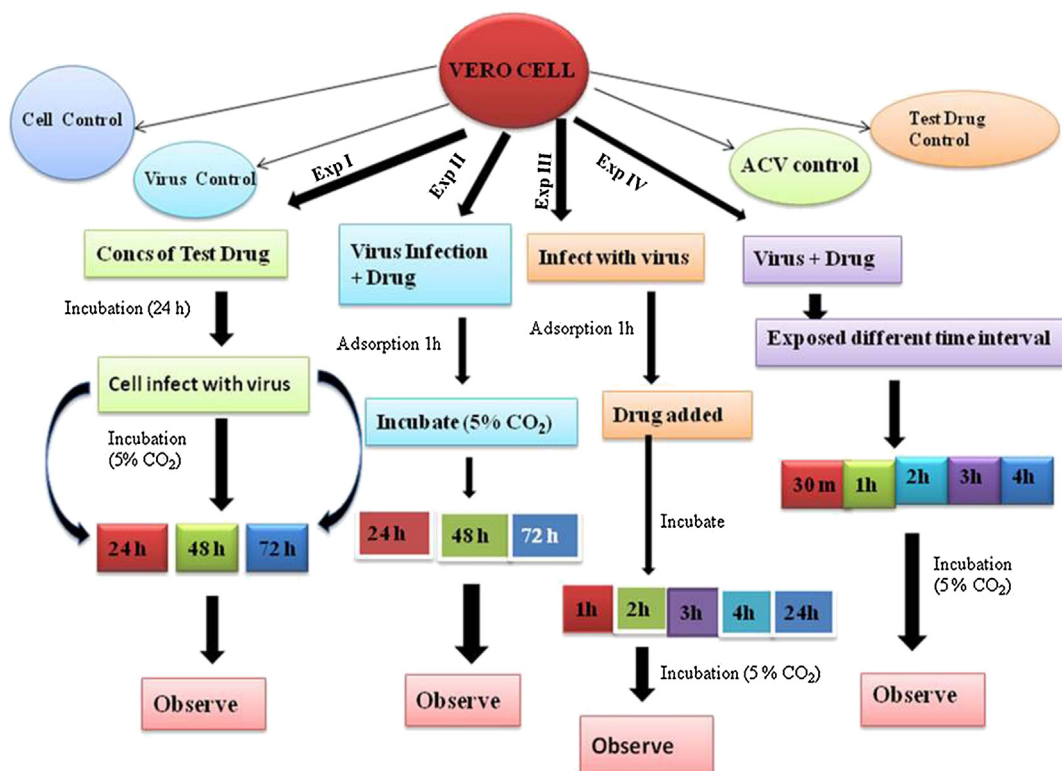 VERO CELL
Cell Control
Virus Control
ACV control
Test Drug
Control
Exp I
Exp II
Exp III
Exp IV
Concs of Test Drug
Incubation (24 h)
Cell infect with virus
Incubation
(5% CO₂)
24 h
48 h
72 h
Observe
Virus Infection
+ Drug
Adsorption 1h
Incubate (5% CO₂)
24 h
48 h
72 h
Observe
Infect with virus
Adsorption 1h
Drug added
Incubate
1h
2h
3h
4h
24h
Incubation (5% CO₂)
Observe
Virus + Drug
Exposed different time interval
30 m
1h
2h
3h
4h
Incubation
(5% CO₂)
Observe